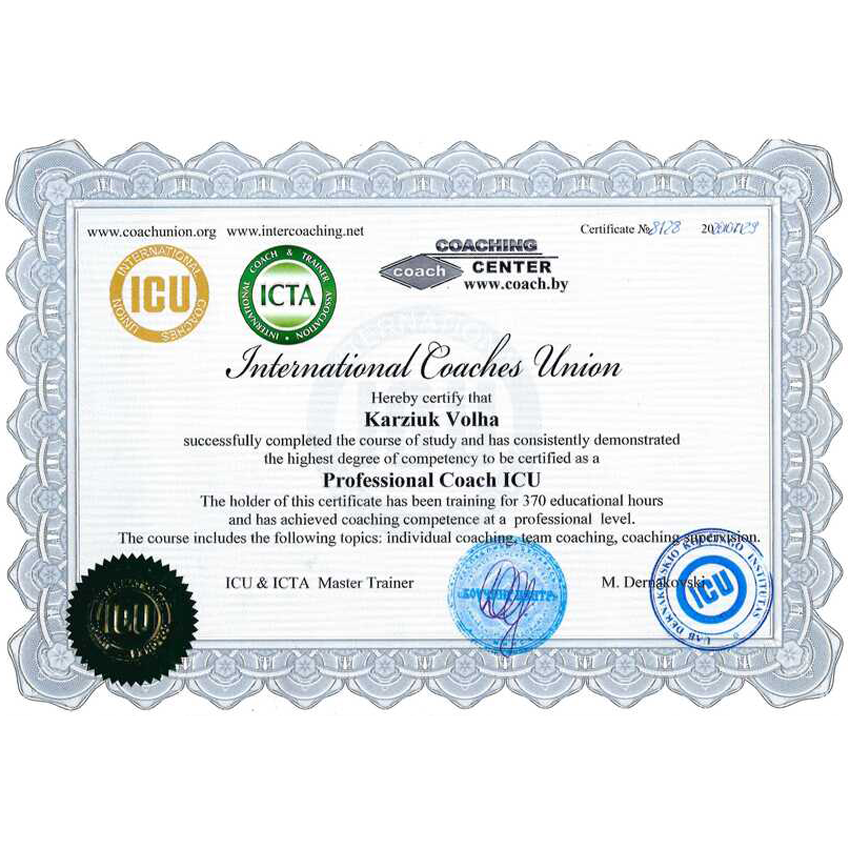 www.coachunion.org www.intercoaching.net
Certificate № 8128
INTERNATIONAL COACHES UNION
ICU
INTERNATIONAL COACH & TRAINER ASSOCIATION
ICTA
COACHING
coach CENTER
www.coach.by
International Coaches Union
Hereby certify that
Karziuk Volha
successfully completed the course of study and has consistently demonstrated
the highest degree of competency to be certified as a
Professional Coach ICU
The holder of this certificate has been training for 370 educational hours
and has achieved coaching competence at a professional level.
The course includes the following topics: individual coaching, team coaching, coaching supervision.
ICU & ICTA Master Trainer
M. Dernakovski
ICU
«КОУЧИНГ ЦЕНТР»
UAB DERNAKOVSKIO INSTITUTAS
ICU